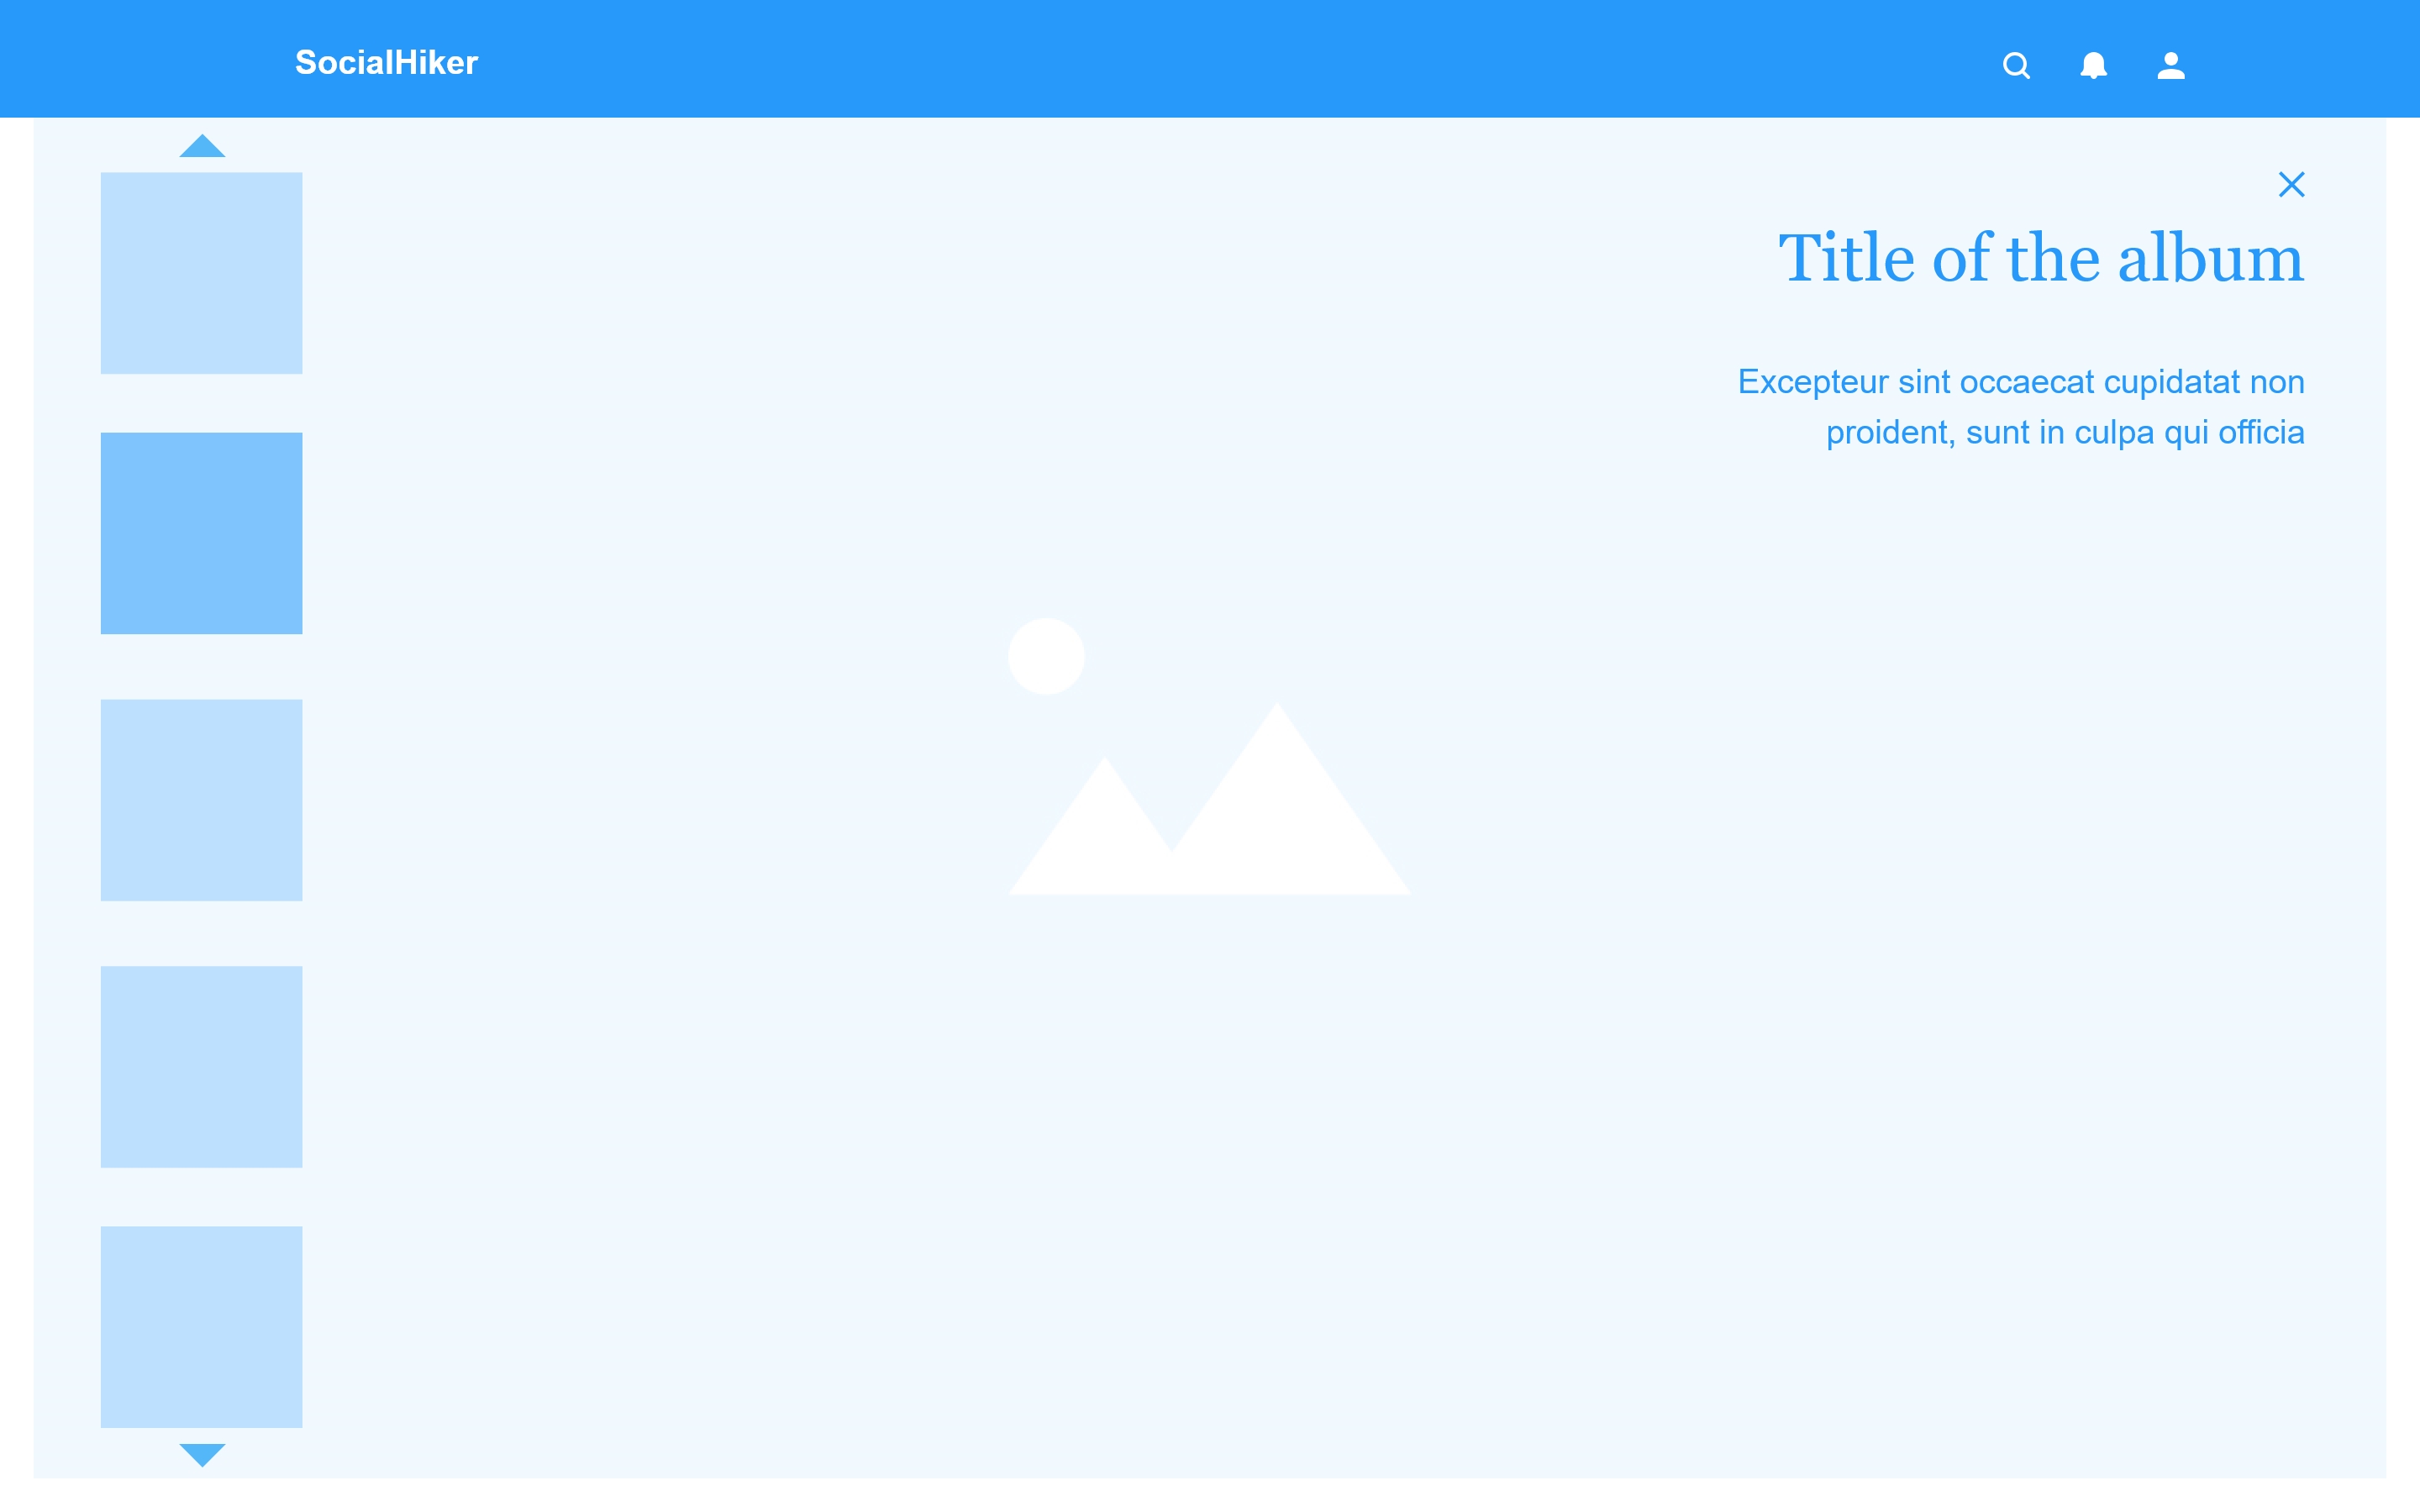 SocialHiker
Title of the album
Excepteur sint occaecat cupidatat non
proident, sunt in culpa qui officia